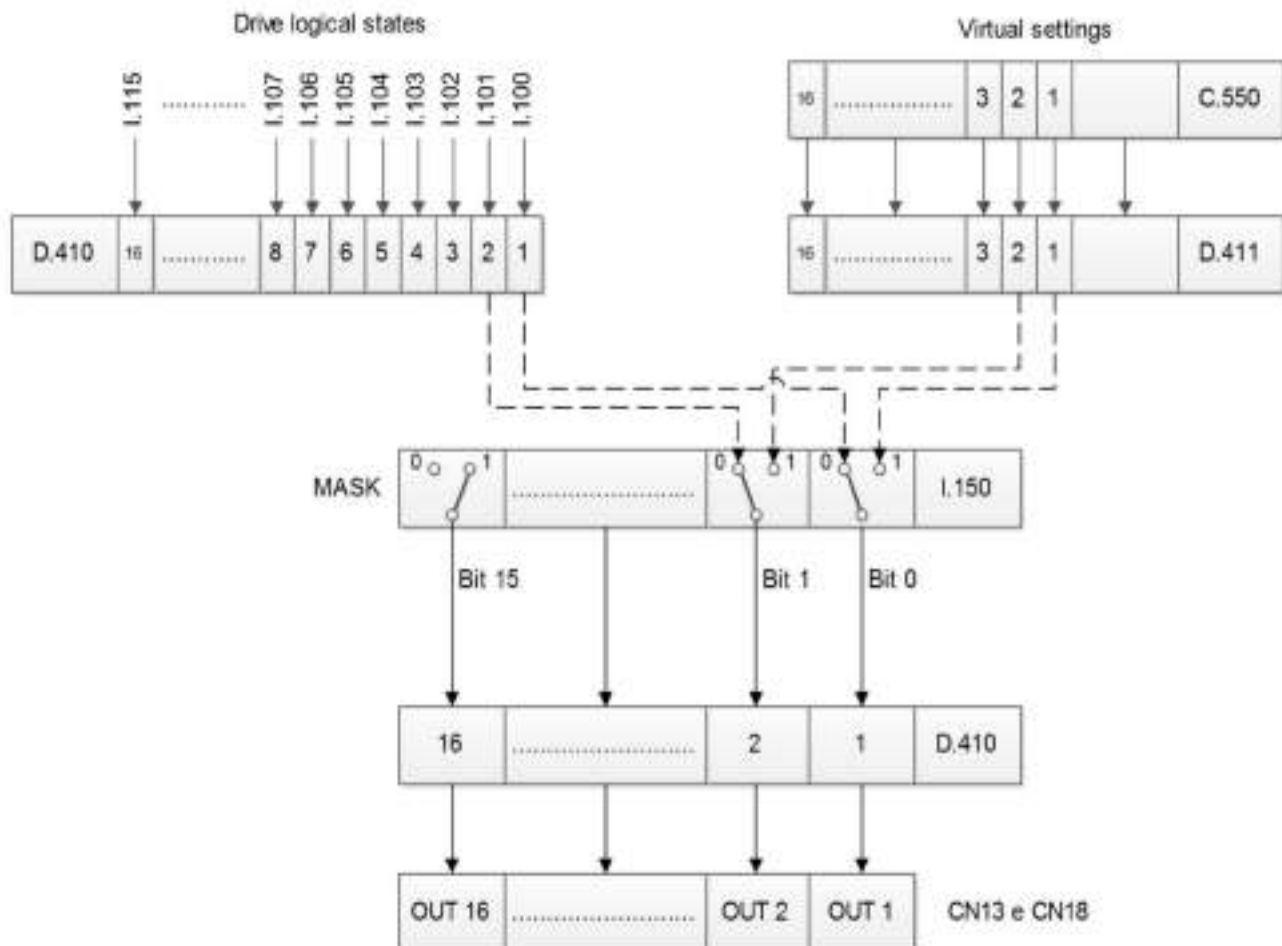 Drive logical states
Virtual settings
I.115 .............. I.107 I.106 I.105 I.104 I.103 I.102 I.101 I.100
16 .................... 3 2 1 C.550
D.410 16 ................ 8 7 6 5 4 3 2 1
16 .................... 3 2 1 D.411
MASK 0 1 ............................... 0 1 0 1 I.150
Bit 15 Bit 1 Bit 0
16 ............................... 2 1 D.410
OUT 16 ............................... OUT 2 OUT 1 CN13 e CN18